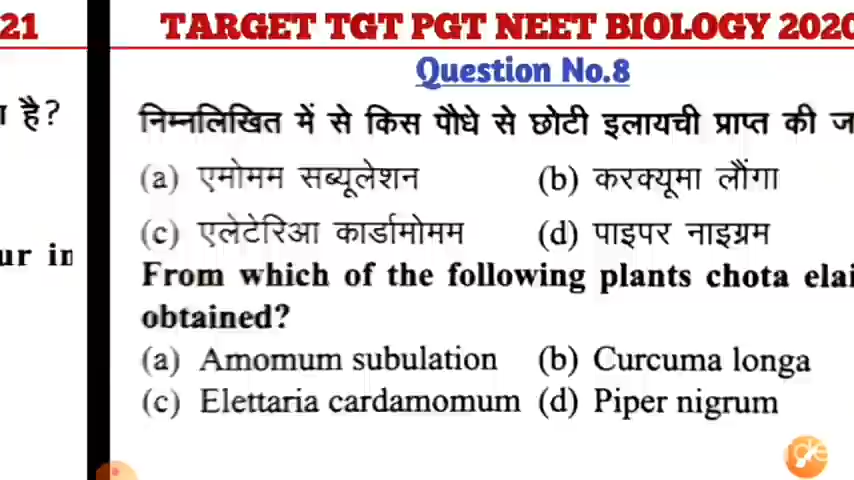 21
है?
ur in
TARGET TGT PGT NEET BIOLOGY 2020
Question No.8
निम्नलिखित में से किस पौधे से छोटी इलायची प्राप्त की ज
(a) एमोमम सब्यूलेशन (b) करक्यूमा लौंगा
(c) एलेटेरिआ कार्डामोमम (d) पाइपर नाइग्रम
From which of the following plants chota elai
obtained?
(a) Amomum subulation (b) Curcuma longa
(c) Elettaria cardamomum (d) Piper nigrum